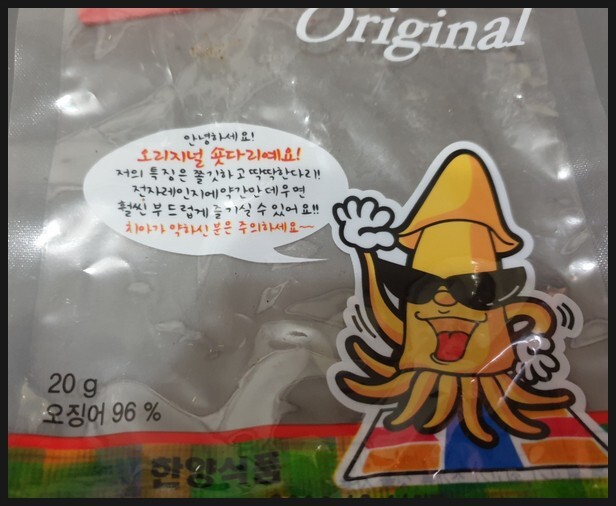 Original
안녕하세요!
오리지널 숏다리예요!
저의 특징은 쫄깃하고 딱딱한다리!
전자레인지에 약간만 데우면
훨씬 부드럽게 즐기실 수 있어요!!
치아가 약하신 분은 주의하세요~~
20 g
오징어 96 %
한양식품